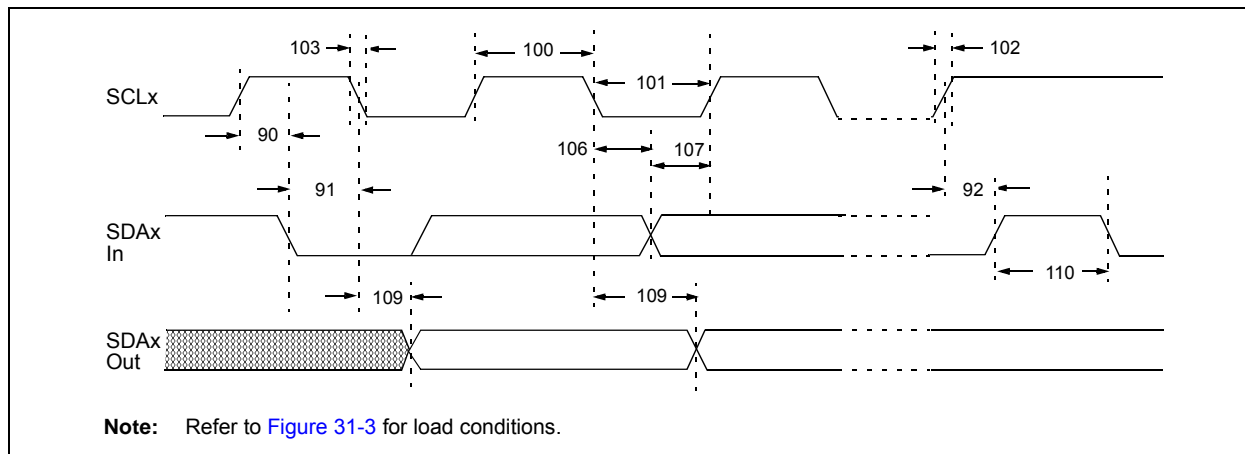 103
100
102
101
SCLx
90
106
107
91
92
SDAx
In
110
109
109
SDAx
Out
Note: Refer to Figure 31-3 for load conditions.